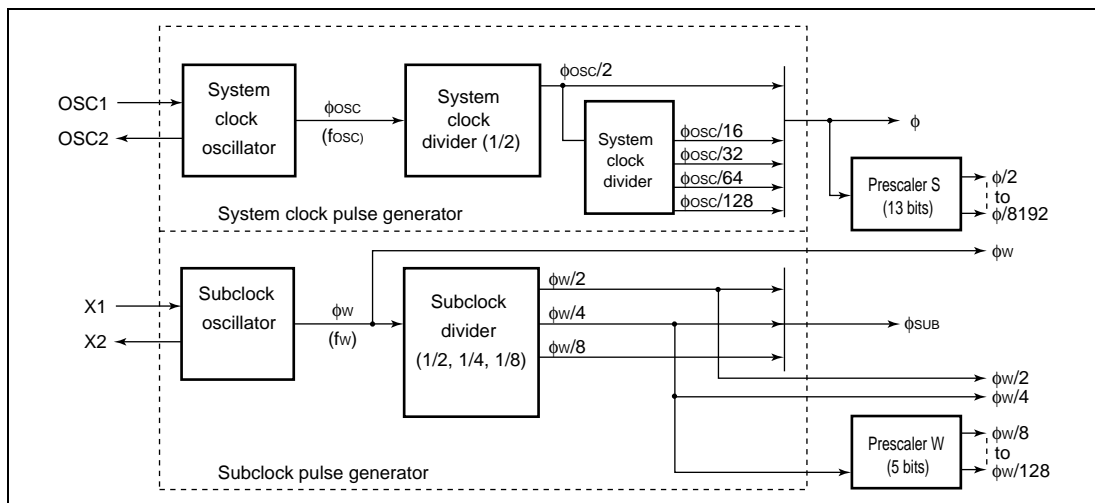 OSC1
OSC2
System
clock
oscillator
φOSC
(fOSC)
System
clock
divider (1/2)
φOSC/2
System
clock
divider
φOSC/16
φOSC/32
φOSC/64
φOSC/128
φ
Prescaler S
(13 bits)
φ/2
to
φ/8192
System clock pulse generator
φW
X1
X2
Subclock
oscillator
φW
(fW)
Subclock
divider
(1/2, 1/4, 1/8)
φW/2
φW/4
φW/8
φSUB
φW/2
φW/4
Prescaler W
(5 bits)
φW/8
to
φW/128
Subclock pulse generator